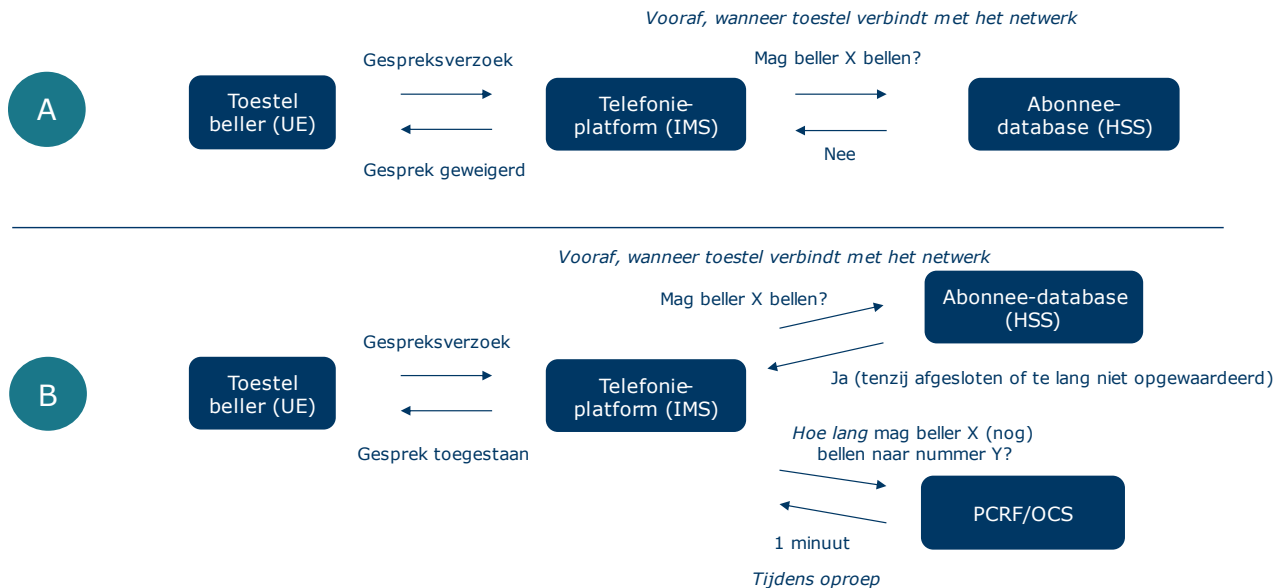 Vooraf, wanneer toestel verbindt met het netwerk
A
Toestel
beller (UE)
Gespreksverzoek
Gesprek geweigerd
Telefonie-
platform (IMS)
Mag beller X bellen?
Nee
Abonnee-
database (HSS)
Vooraf, wanneer toestel verbindt met het netwerk
B
Toestel
beller (UE)
Gespreksverzoek
Gesprek toegestaan
Telefonie-
platform (IMS)
Mag beller X bellen?
Abonnee-database
(HSS)
Ja (tenzij afgesloten of te lang niet opgewaardeerd)
Hoe lang mag beller X (nog)
bellen naar nummer Y?
PCRF/OCS
1 minuut
Tijdens oproep